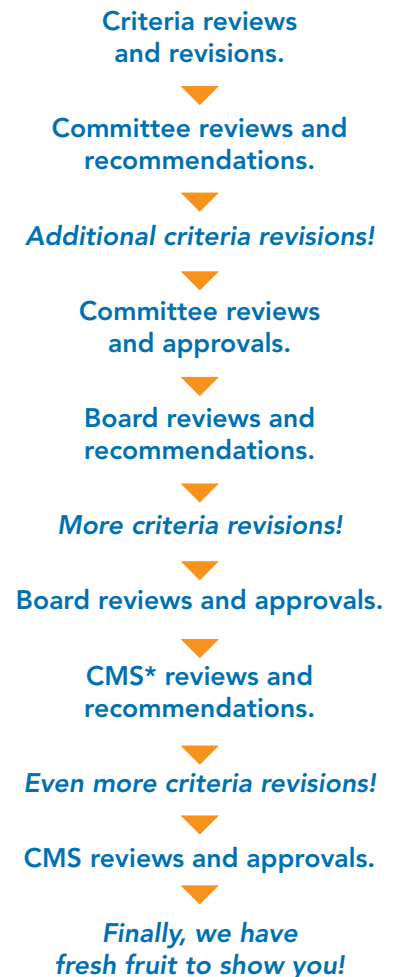 Criteria reviews
and revisions.
Committee reviews and
recommendations.
Additional criteria revisions!
Committee reviews
and approvals.
Board reviews and
recommendations.
More criteria revisions!
Board reviews and approvals.
CMS* reviews and
recommendations.
Even more criteria revisions!
CMS reviews and approvals.
Finally, we have
fresh fruit to show you!